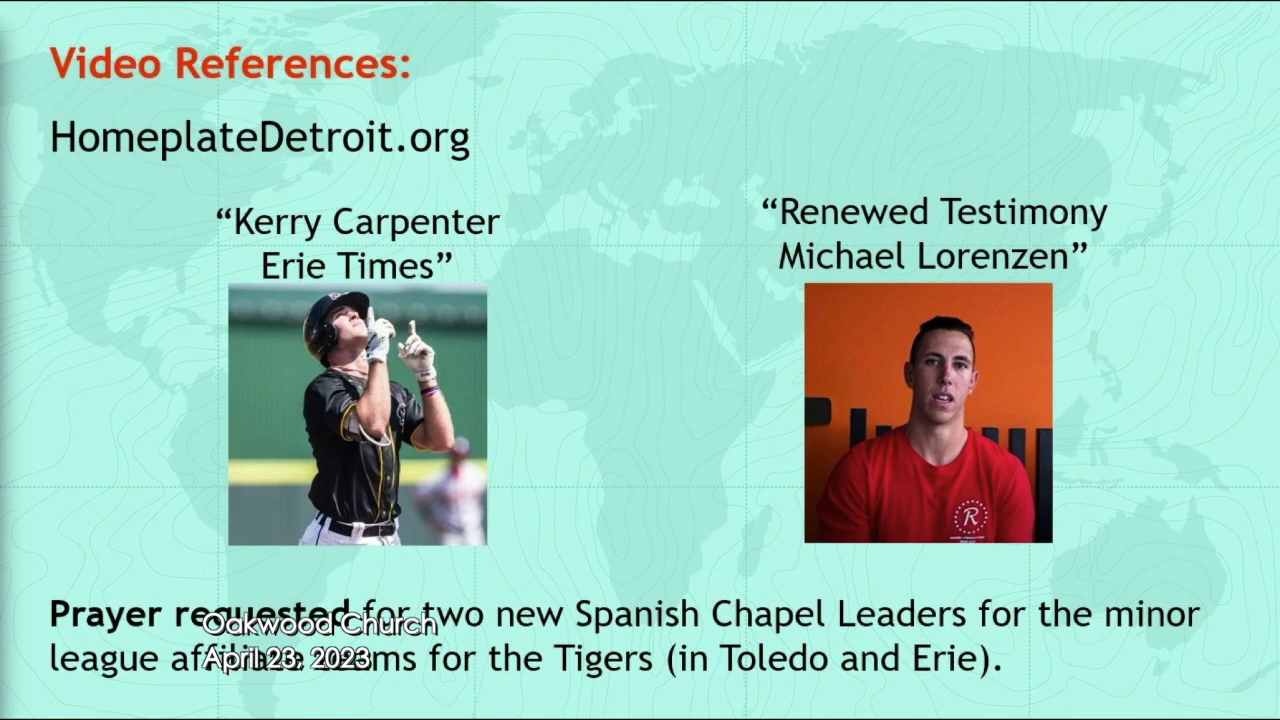 Video References:
HomeplateDetroit.org
“Kerry Carpenter
Erie Times”
“Renewed Testimony
Michael Lorenzen”
R
Prayer requested for two new Spanish Chapel Leaders for the minor
league affiliate teams for the Tigers (in Toledo and Erie).
Oakwood Church
April 23, 2023